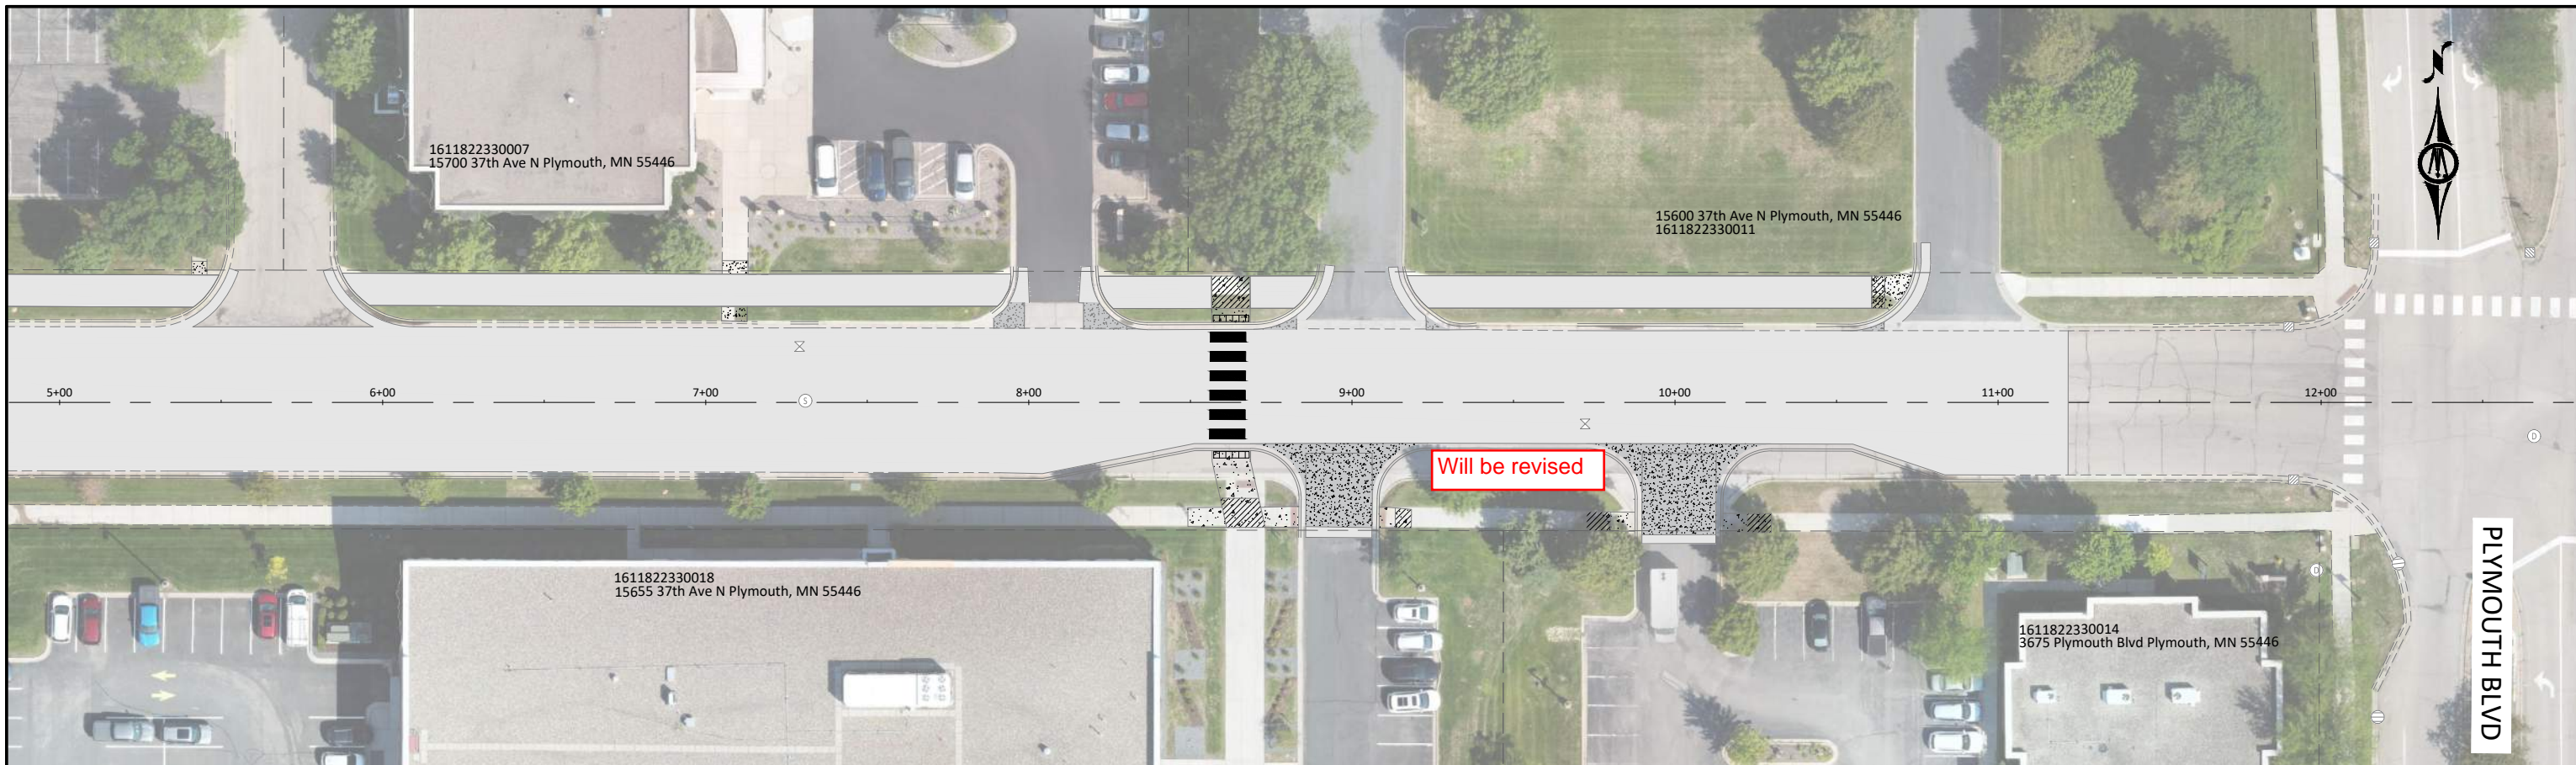 N
1611822330007
15700 37th Ave N Plymouth, MN 55446
15600 37th Ave N Plymouth, MN 55446
1611822330011
5+00
6+00
7+00
8+00
9+00
10+00
11+00
12+00
S
D
Will be revised
1611822330018
15655 37th Ave N Plymouth, MN 55446
D
1611822330014
3675 Plymouth Blvd Plymouth, MN 55446
PLYMOUTH BLVD